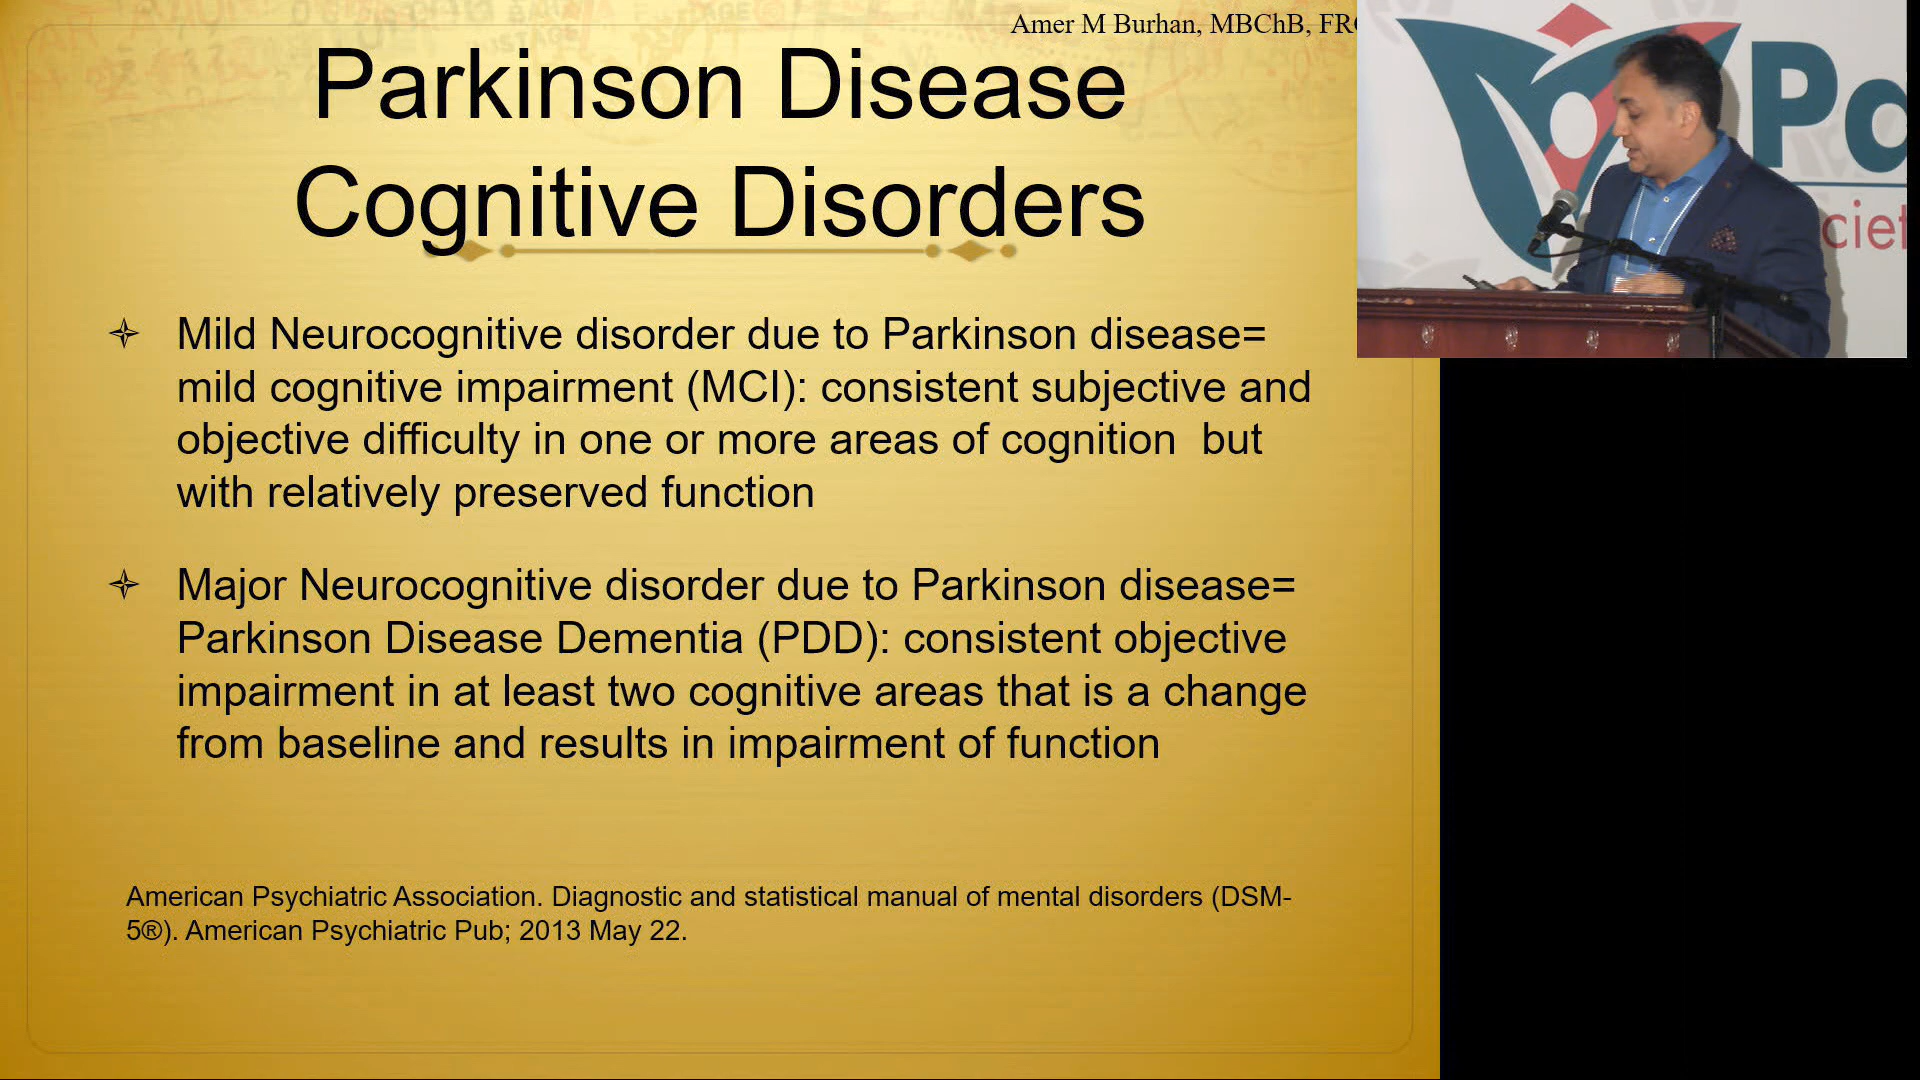 Amer M Burhan, MBChB,
Parkinson Disease
Cognitive Disorders
Mild Neurocognitive disorder due to Parkinson disease=
mild cognitive impairment (MCI): consistent subjective and
objective difficulty in one or more areas of cognition  but
with relatively preserved function
Major Neurocognitive disorder due to Parkinson disease=
Parkinson Disease Dementia (PDD): consistent objective
impairment in at least two cognitive areas that is a change
from baseline and results in impairment of function
American Psychiatric Association. Diagnostic and statistical manual of mental disorders (DSM-
5®). American Psychiatric Pub; 2013 May 22.